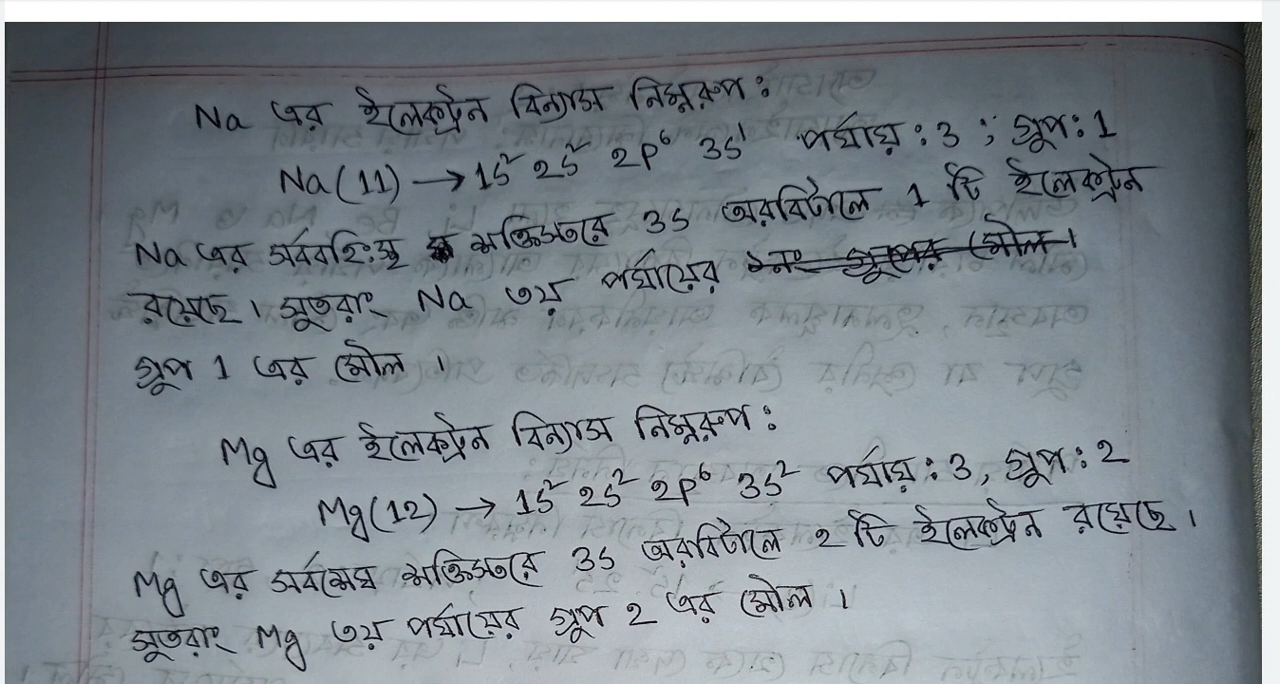 Na এর ইলেকট্রন বিন্যাস নিম্নরুপ :
Na(11) → 1s² 2s² 2p⁶ 3s¹ পর্যায় : 3 ; গ্রুপ : 1
Na এর সর্ববহিঃস্থ শক্তিস্তরে 3s অরবিটালে 1 টি ইলেকট্রন
রয়েছে । সুতরাং Na ৩য় পর্যায়ের ১নং গ্রুপের মৌল ।
গ্রুপ 1 এর মৌল ।
Mg এর ইলেকট্রন বিন্যাস নিম্নরুপ :
Mg(12) → 1s² 2s² 2p⁶ 3s² পর্যায় : 3, গ্রুপ : 2
Mg এর সর্বশেষ শক্তিস্তরে 3s অরবিটালে 2 টি ইলেকট্রন রয়েছে ।
সুতরাং Mg ৩য় পর্যায়ের গ্রুপ 2 এর মৌল ।